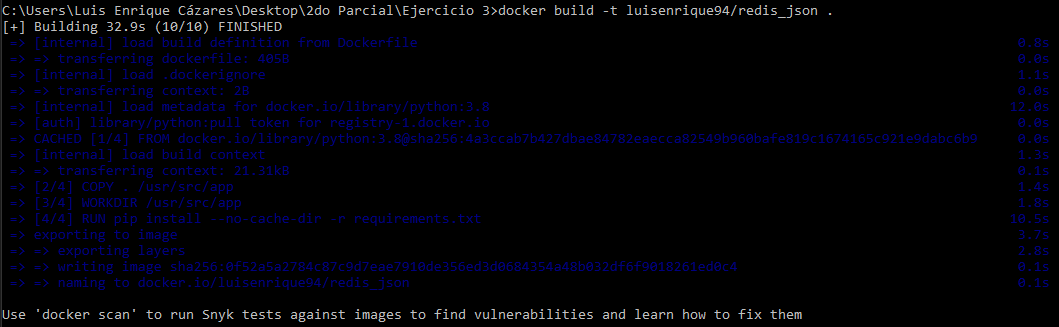 C:\Users\Luis Enrique Cázares\Desktop\2do Parcial\Ejercicio 3>docker build -t luisenrique94/redis_json .
[+] Building 32.9s (10/10) FINISHED
=> [internal] load build definition from Dockerfile 0.8s
=> => transferring dockerfile: 405B 0.0s
=> [internal] load .dockerignore 1.1s
=> => transferring context: 2B 0.0s
=> [internal] load metadata for docker.io/library/python:3.8 12.0s
=> [auth] library/python:pull token for registry-1.docker.io 0.0s
=> CACHED [1/4] FROM docker.io/library/python:3.8 0.0s
=> [internal] load build context 1.3s
=> => transferring context: 21.31kB 0.1s
=> [2/4] COPY . /usr/src/app 1.4s
=> [3/4] WORKDIR /usr/src/app 1.8s
=> [4/4] RUN pip install --no-cache-dir -r requirements.txt 10.5s
=> exporting to image 3.7s
=> => exporting layers 2.8s
=> => writing image 0.1s
=> => naming to docker.io/luisenrique94/redis_json 0.1s
Use 'docker scan' to run Snyk tests against images to find vulnerabilities and learn how to fix them